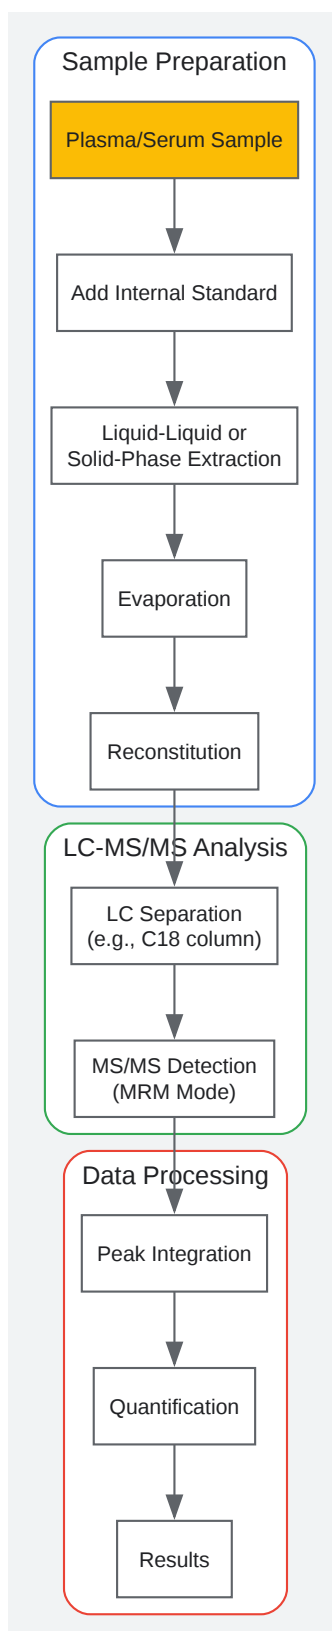 Sample Preparation
Plasma/Serum Sample
Add Internal Standard
Liquid-Liquid or
Solid-Phase Extraction
Evaporation
Reconstitution
LC-MS/MS Analysis
LC Separation
(e.g., C18 column)
MS/MS Detection
(MRM Mode)
Data Processing
Peak Integration
Quantification
Results